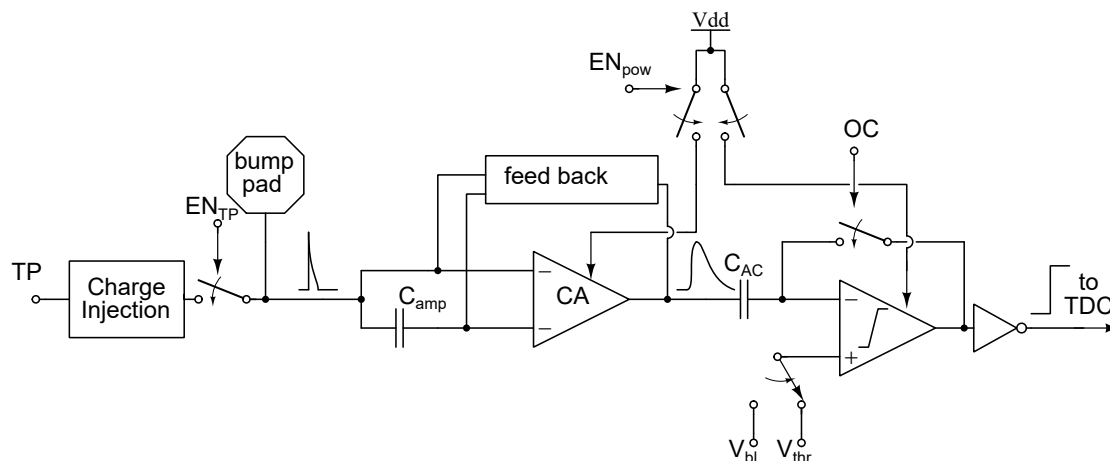 Vdd
EN_pow
OC
bump
pad
feed back
EN_TP
TP
Charge
Injection
C_amp
−
−
CA
C_AC
−
+
to
TDC
V_bl
V_thr